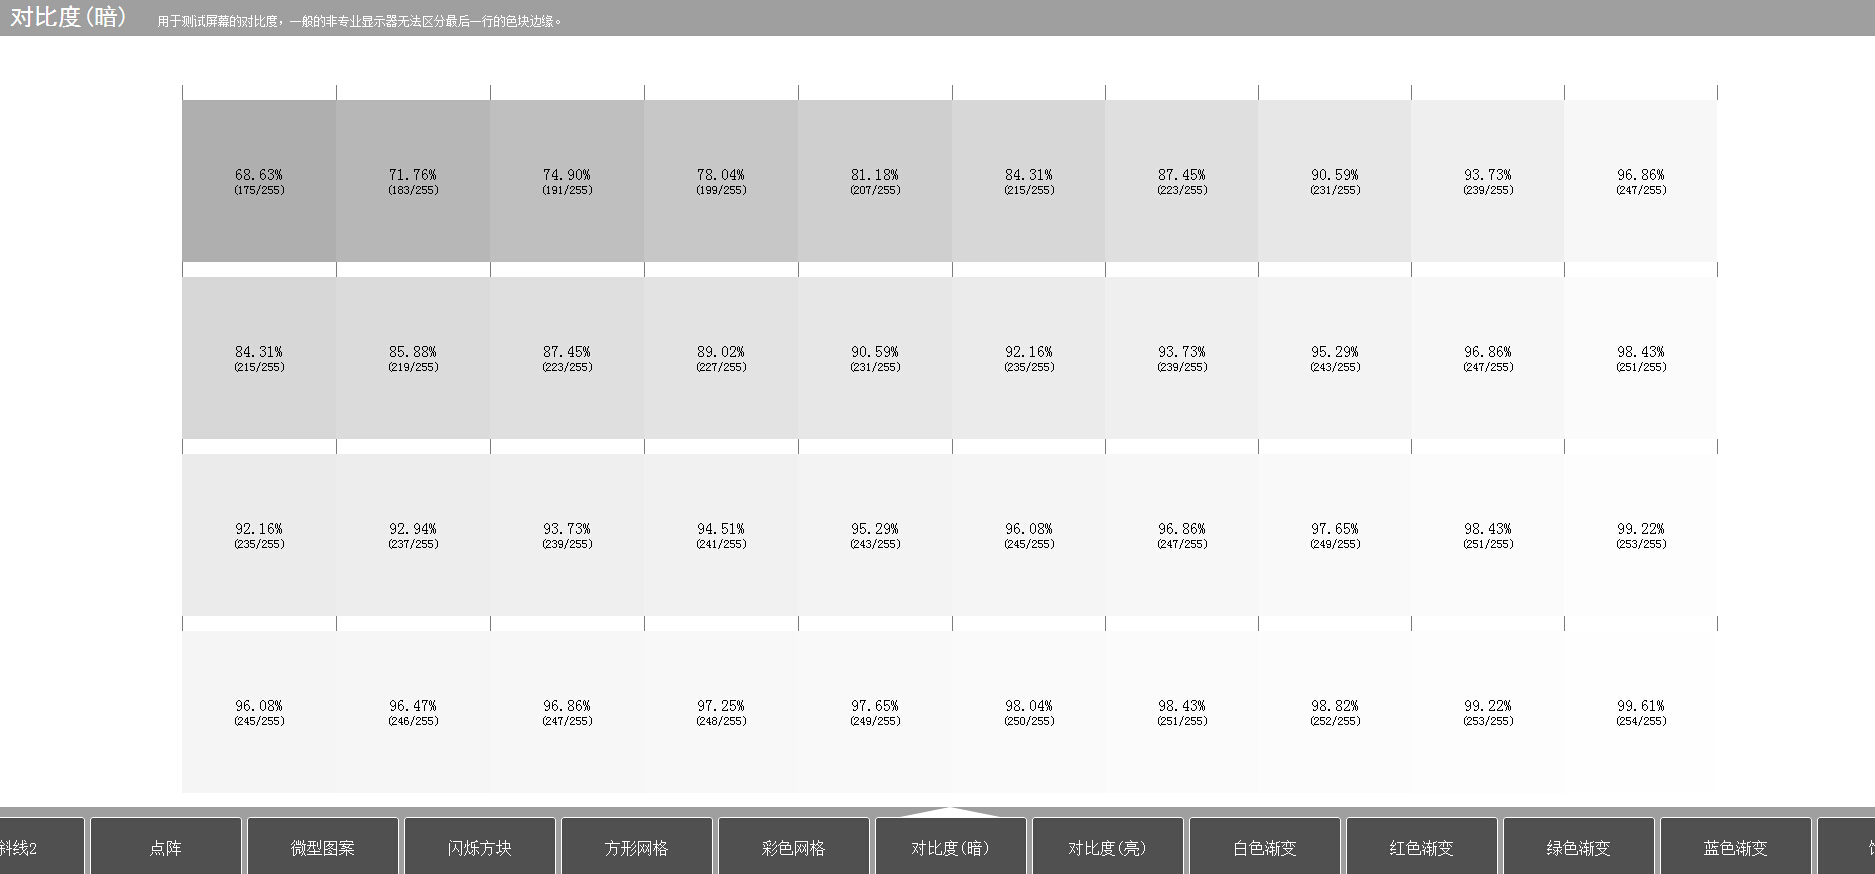 对比度(暗) 用于测试屏幕的对比度，一般的非专业显示器无法区分最后一行的色块边缘。
68.63% 71.76% 74.90% 78.04% 81.18% 84.31% 87.45% 90.59% 93.73% 96.86%
(175/255) (183/255) (191/255) (199/255) (207/255) (215/255) (223/255) (231/255) (239/255) (247/255)
84.31% 85.88% 87.45% 89.02% 90.59% 92.16% 93.73% 95.29% 96.86% 98.43%
(215/255) (219/255) (223/255) (227/255) (231/255) (235/255) (239/255) (243/255) (247/255) (251/255)
92.16% 92.94% 93.73% 94.51% 95.29% 96.08% 96.86% 97.65% 98.43% 99.22%
(235/255) (237/255) (239/255) (241/255) (243/255) (245/255) (247/255) (249/255) (251/255) (253/255)
96.08% 96.47% 96.86% 97.25% 97.65% 98.04% 98.43% 98.82% 99.22% 99.61%
(245/255) (246/255) (247/255) (248/255) (249/255) (250/255) (251/255) (252/255) (253/255) (254/255)
斜线2 点阵 微型图案 闪烁方块 方形网格 彩色网格 对比度(暗) 对比度(亮) 白色渐变 红色渐变 绿色渐变 蓝色渐变